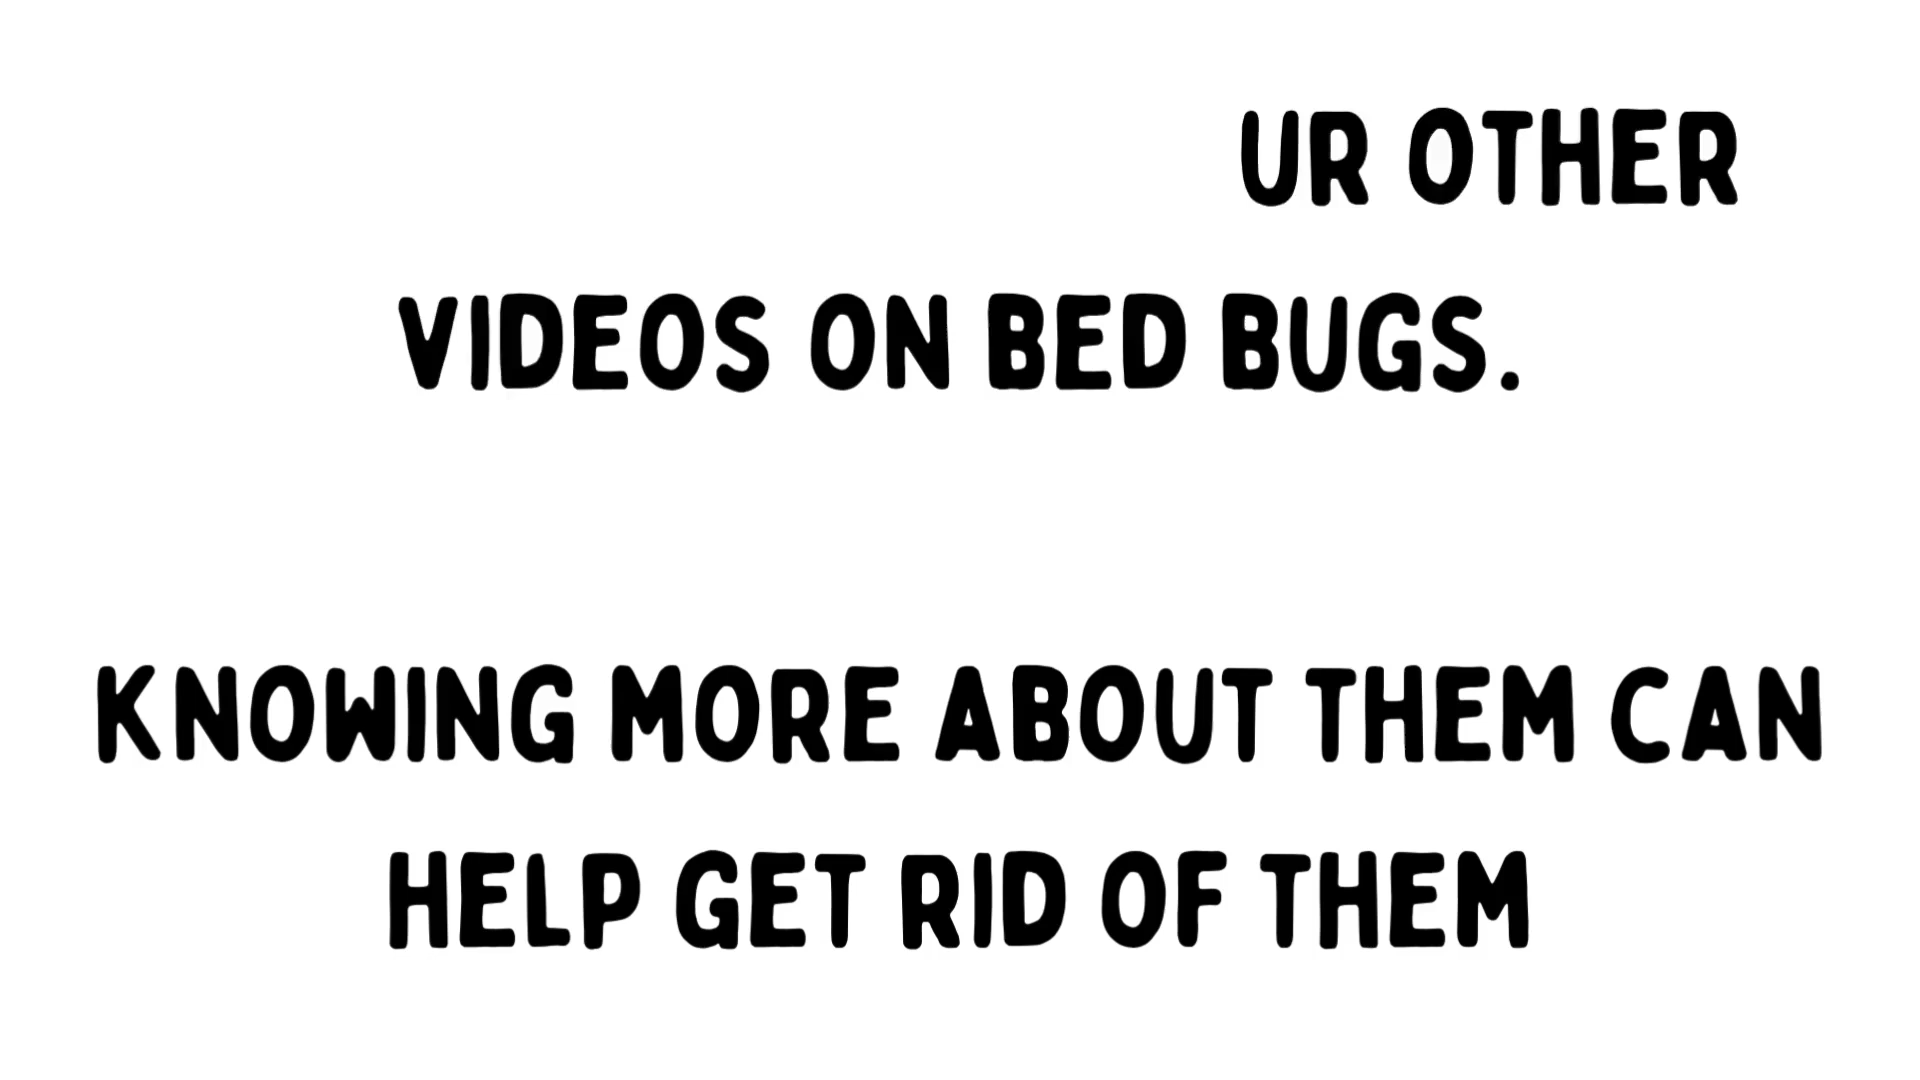 UR OTHER
VIDEOS ON BED BUGS.
KNOWING MORE ABOUT THEM CAN
HELP GET RID OF THEM